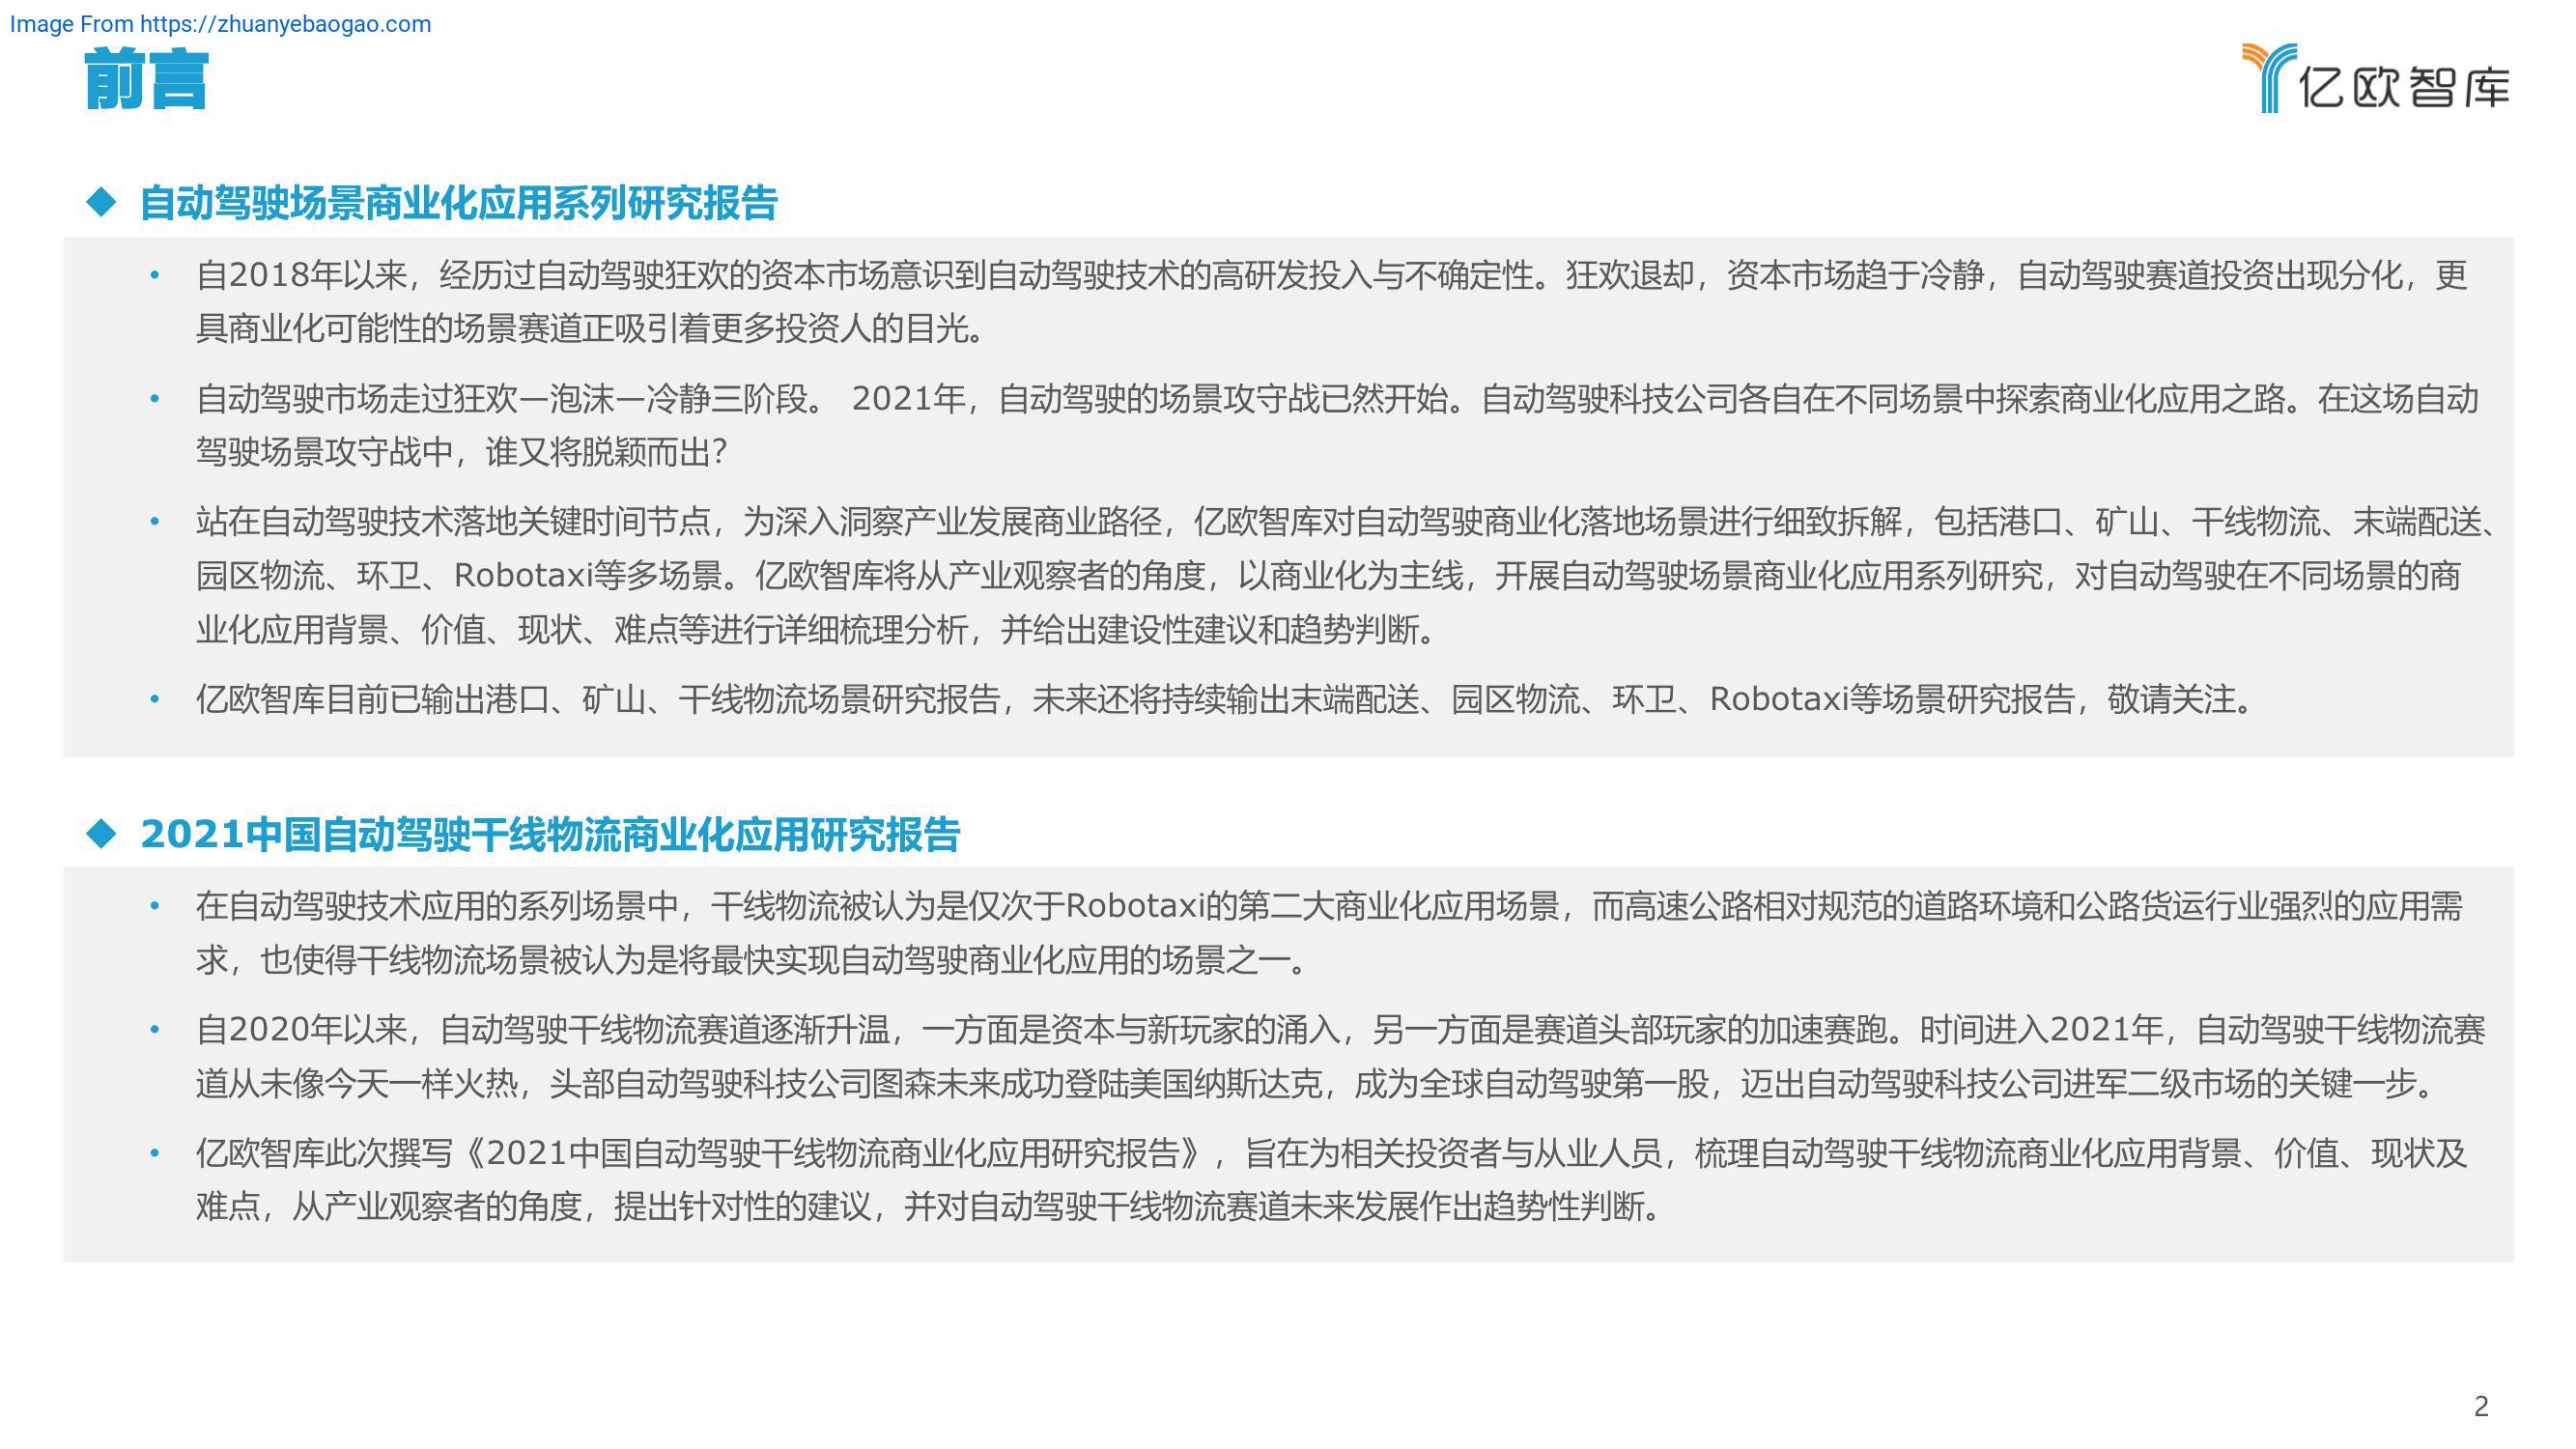 Image From https://zhuanyebaogao.com
前言
亿欧智库
◆ 自动驾驶场景商业化应用系列研究报告
• 自2018年以来，经历过自动驾驶狂欢的资本市场意识到自动驾驶技术的高研发投入与不确定性。狂欢退却，资本市场趋于冷静，自动驾驶赛道投资出现分化，更
具商业化可能性的场景赛道正吸引着更多投资人的目光。
• 自动驾驶市场走过狂欢—泡沫—冷静三阶段。 2021年，自动驾驶的场景攻守战已然开始。自动驾驶科技公司各自在不同场景中探索商业化应用之路。在这场自动
驾驶场景攻守战中，谁又将脱颖而出？
• 站在自动驾驶技术落地关键时间节点，为深入洞察产业发展商业路径，亿欧智库对自动驾驶商业化落地场景进行细致拆解，包括港口、矿山、干线物流、末端配送、
园区物流、环卫、Robotaxi等多场景。亿欧智库将从产业观察者的角度，以商业化为主线，开展自动驾驶场景商业化应用系列研究，对自动驾驶在不同场景的商
业化应用背景、价值、现状、难点等进行详细梳理分析，并给出建设性建议和趋势判断。
• 亿欧智库目前已输出港口、矿山、干线物流场景研究报告，未来还将持续输出末端配送、园区物流、环卫、Robotaxi等场景研究报告，敬请关注。
◆ 2021中国自动驾驶干线物流商业化应用研究报告
• 在自动驾驶技术应用的系列场景中，干线物流被认为是仅次于Robotaxi的第二大商业化应用场景，而高速公路相对规范的道路环境和公路货运行业强烈的应用需
求，也使得干线物流场景被认为是将最快实现自动驾驶商业化应用的场景之一。
• 自2020年以来，自动驾驶干线物流赛道逐渐升温，一方面是资本与新玩家的涌入，另一方面是赛道头部玩家的加速赛跑。时间进入2021年，自动驾驶干线物流赛
道从未像今天一样火热，头部自动驾驶科技公司图森未来成功登陆美国纳斯达克，成为全球自动驾驶第一股，迈出自动驾驶科技公司进军二级市场的关键一步。
• 亿欧智库此次撰写《2021中国自动驾驶干线物流商业化应用研究报告》，旨在为相关投资者与从业人员，梳理自动驾驶干线物流商业化应用背景、价值、现状及
难点，从产业观察者的角度，提出针对性的建议，并对自动驾驶干线物流赛道未来发展作出趋势性判断。
2